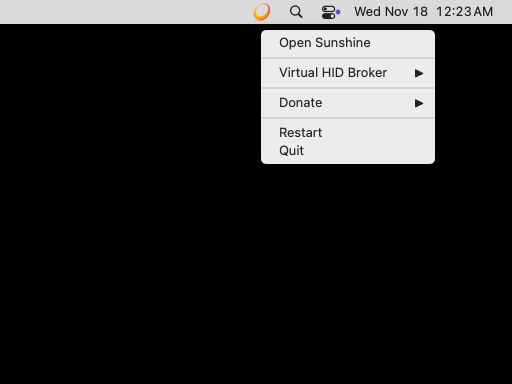 Wed Nov 18 12:23 AM
Open Sunshine
Virtual HID Broker
Donate
Restart
Quit